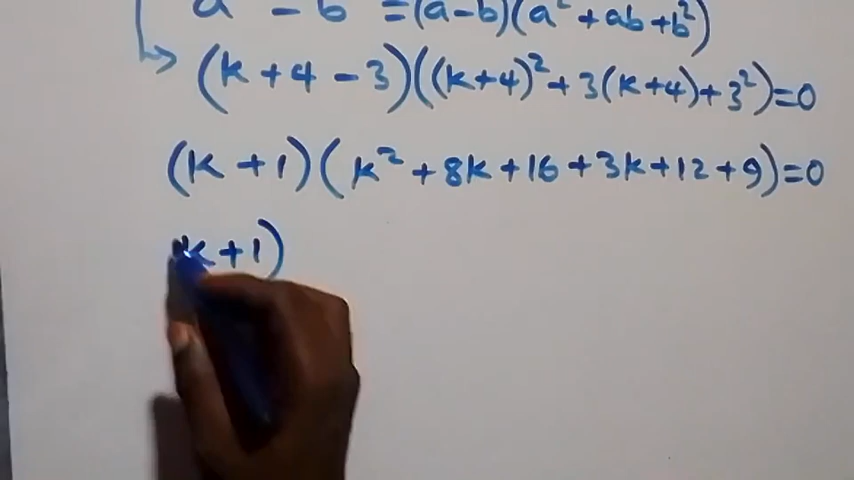 a - b = (a-b)(a² + ab + b²)
(k + 4 - 3)((k+4)² + 3(k+4) + 3²) = 0
(k + 1)(k² + 8k + 16 + 3k + 12 + 9) = 0
k + 1)